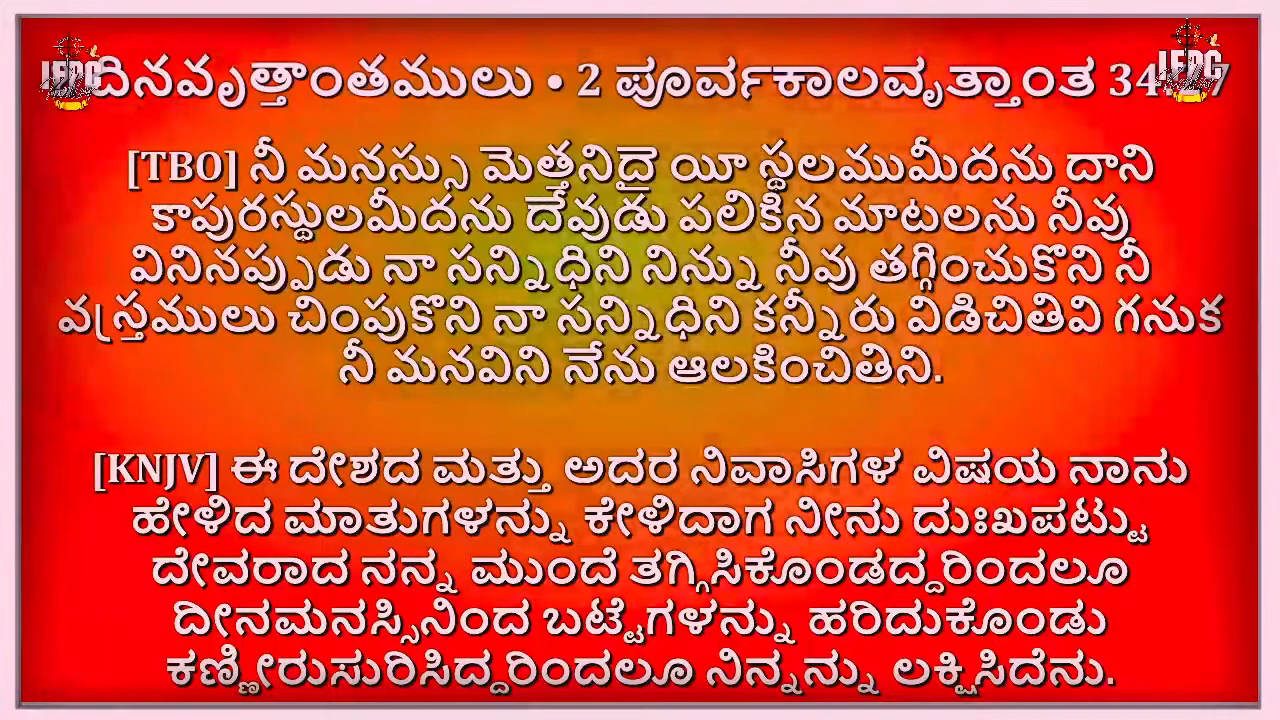 దినవృత్తాంతములు • 2 ಪೂರ್ವಕಾಲವೃತ್ತಾಂತ 34:27
[TBO] నీ మనస్సు మెత్తనిదై యీ స్థలముమీదను దాని
కాపురస్థులమీదను దేవుడు పలికిన మాటలను నీవు
వినినప్పుడు నా సన్నిధిని నిన్ను నీవు తగ్గించుకొని నీ
వస్త్రములు చింపుకొని నా సన్నిధిని కన్నీరు విడిచితివి గనుక
నీ మనవిని నేను ఆలకించితిని.
[KNJV] ಈ ದೇಶದ ಮತ್ತು ಅದರ ನಿವಾಸಿಗಳ ವಿಷಯ ನಾನು
ಹೇಳಿದ ಮಾತುಗಳನ್ನು ಕೇಳಿದಾಗ ನೀನು ದುಃಖಪಟ್ಟು
ದೇವರಾದ ನನ್ನ ಮುಂದೆ ತಗ್ಗಿಸಿಕೊಂಡದ್ದರಿಂದಲೂ
ದೀನಮನಸ್ಸಿನಿಂದ ಬಟ್ಟೆಗಳನ್ನು ಹರಿದುಕೊಂಡು
ಕಣ್ಣೀರುಸುರಿಸಿದ್ದರಿಂದಲೂ ನಿನ್ನನ್ನು ಲಕ್ಷಿಸಿದೆನು.